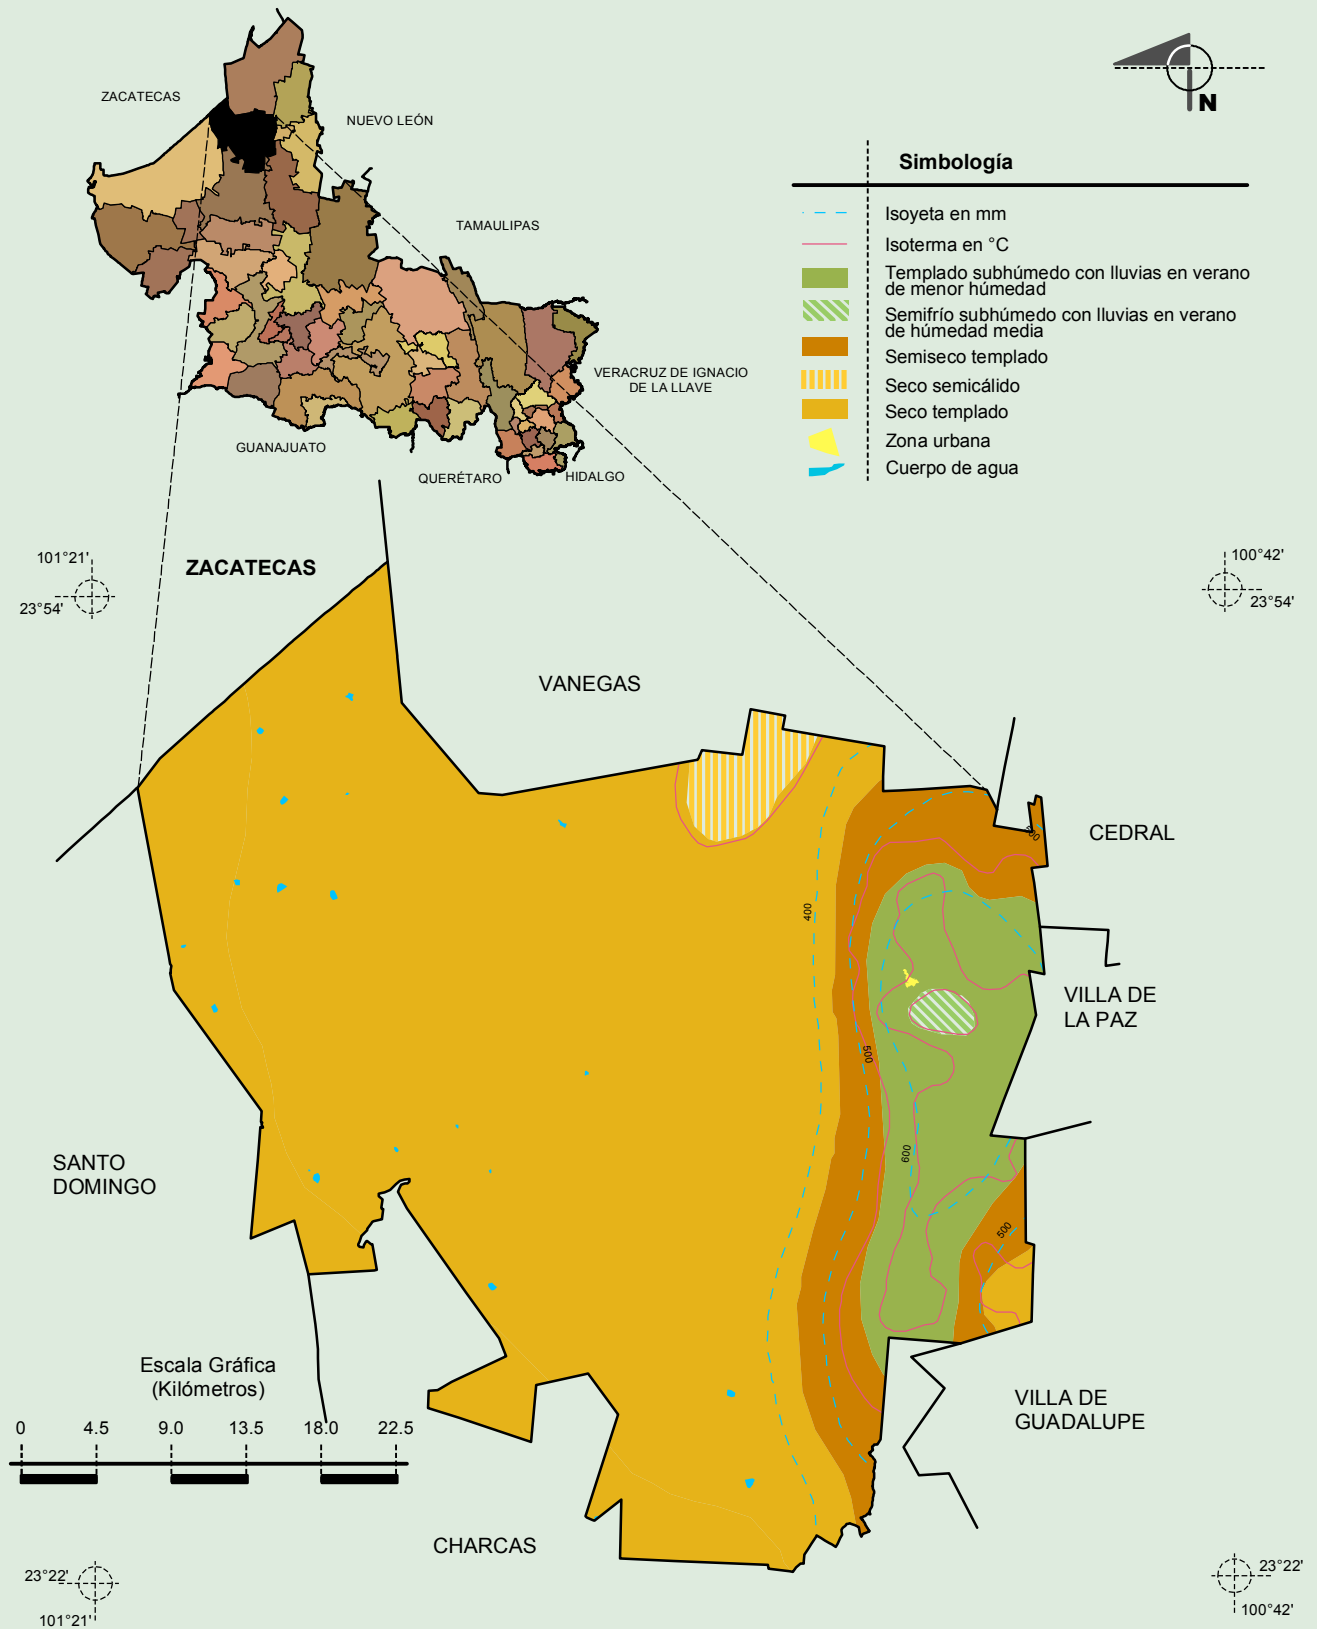 ZACATECAS
NUEVO LEÓN
TAMAULIPAS
VERACRUZ DE IGNACIO
DE LA LLAVE
GUANAJUATO
QUERÉTARO
HIDALGO
N
Simbología
Isoyeta en mm
Isoterma en °C
Templado subhúmedo con lluvias en verano
de menor húmedad
Semifrío subhúmedo con lluvias en verano
de húmedad media
Semiseco templado
Seco semicálido
Seco templado
Zona urbana
Cuerpo de agua
101°21'
23°54'
100°42'
23°54'
ZACATECAS
VANEGAS
CEDRAL
500
400
VILLA DE
LA PAZ
500
600
SANTO
DOMINGO
500
Escala Gráfica
(Kilómetros)
0 4.5 9.0 13.5 18.0 22.5
VILLA DE
GUADALUPE
CHARCAS
23°22'
101°21'
23°22'
100°42'